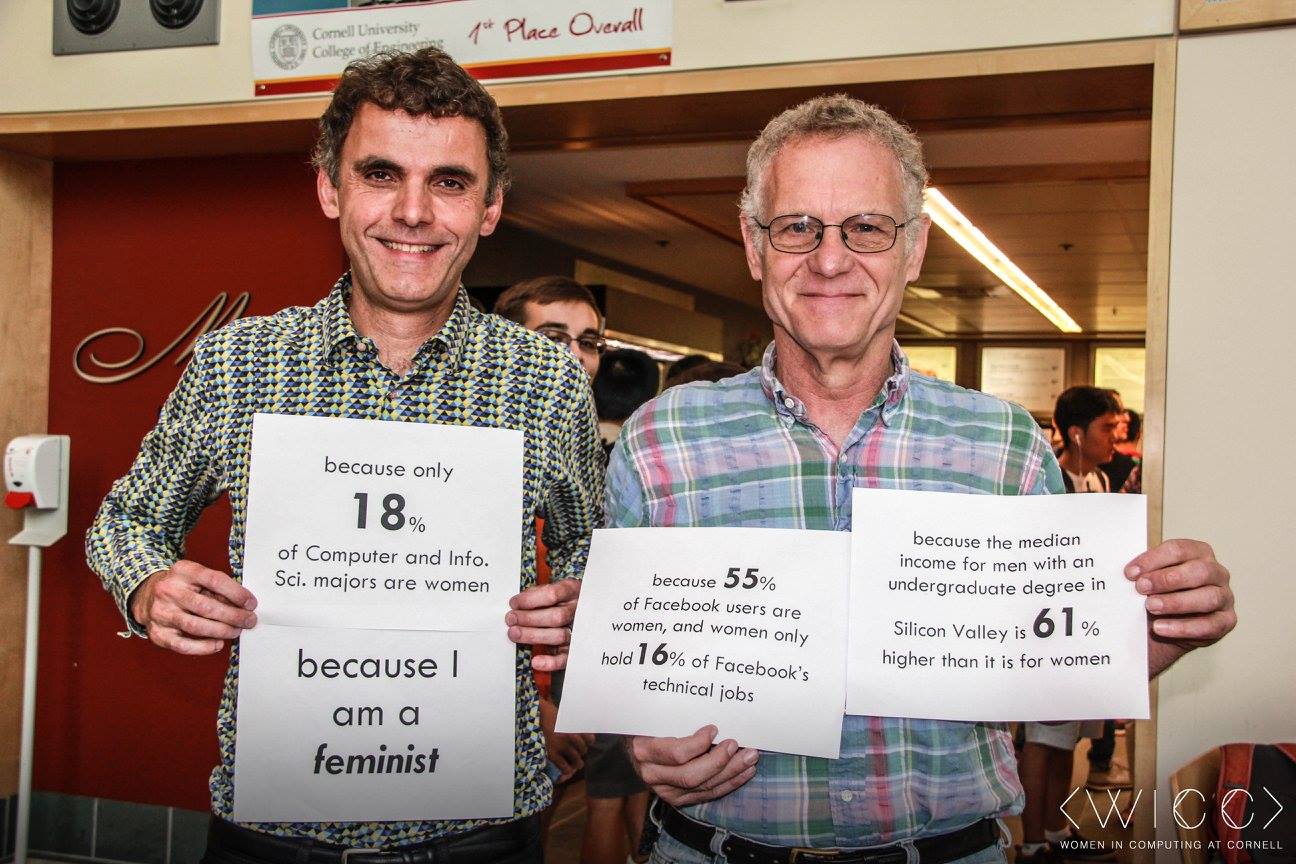 Cornell University
College of Engineering
1st Place Overall
M
because only
18%
of Computer and Info.
Sci. majors are women
because I
am a
feminist
because 55%
of Facebook users are
women, and women only
hold 16% of Facebook's
technical jobs
because the median
income for men with an
undergraduate degree in
Silicon Valley is 61%
higher than it is for women
<WICC>
WOMEN IN COMPUTING AT CORNELL